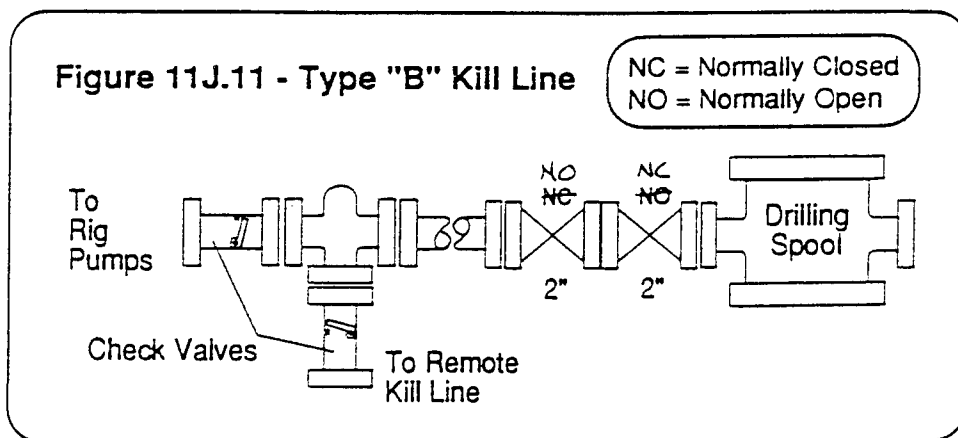 Figure 11J.11 - Type "B" Kill Line
NC = Normally Closed
NO = Normally Open
To
Rig
Pumps
NO
NC
NC
NO
2"
2"
Drilling
Spool
Check Valves
To Remote
Kill Line